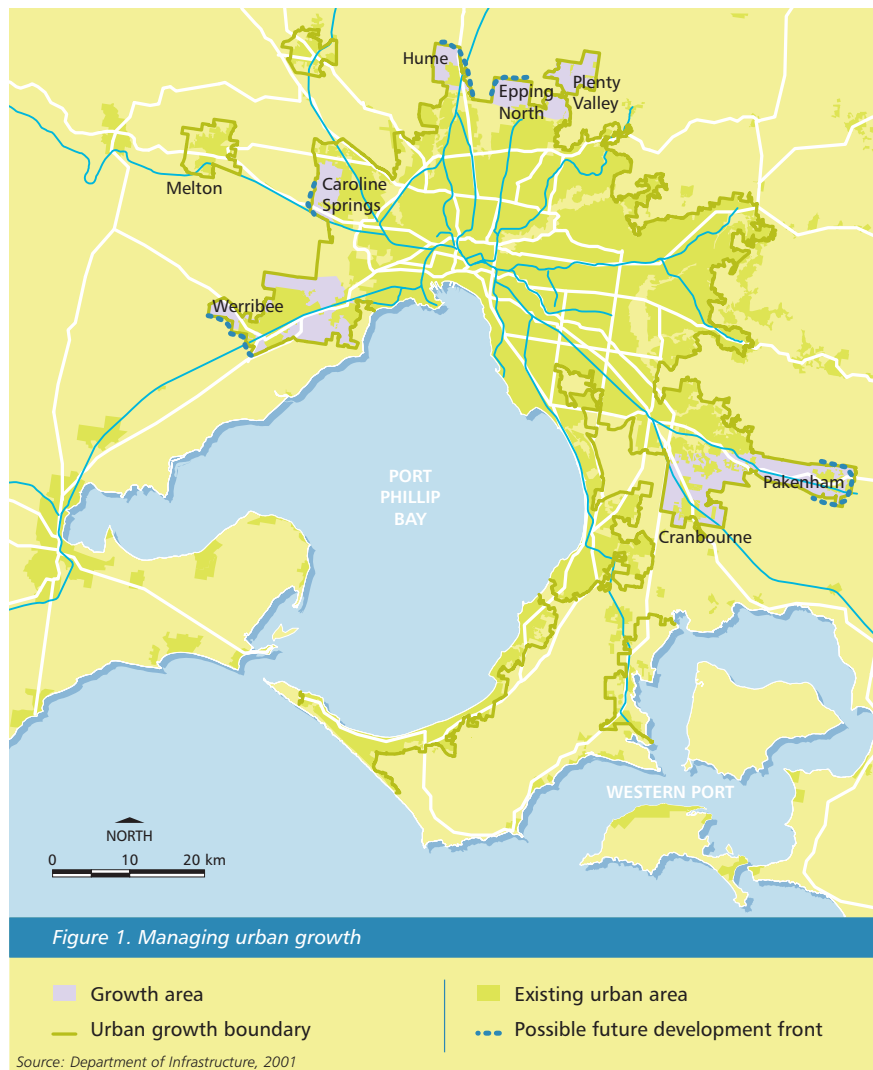 Hume
Epping
North
Plenty
Valley
Melton
Caroline
Springs
Werribee
PORT
PHILLIP
BAY
Pakenham
Cranbourne
WESTERN PORT
NORTH
0 10 20 km
Figure 1. Managing urban growth
Growth area
Urban growth boundary
Existing urban area
Possible future development front
Source: Department of Infrastructure, 2001